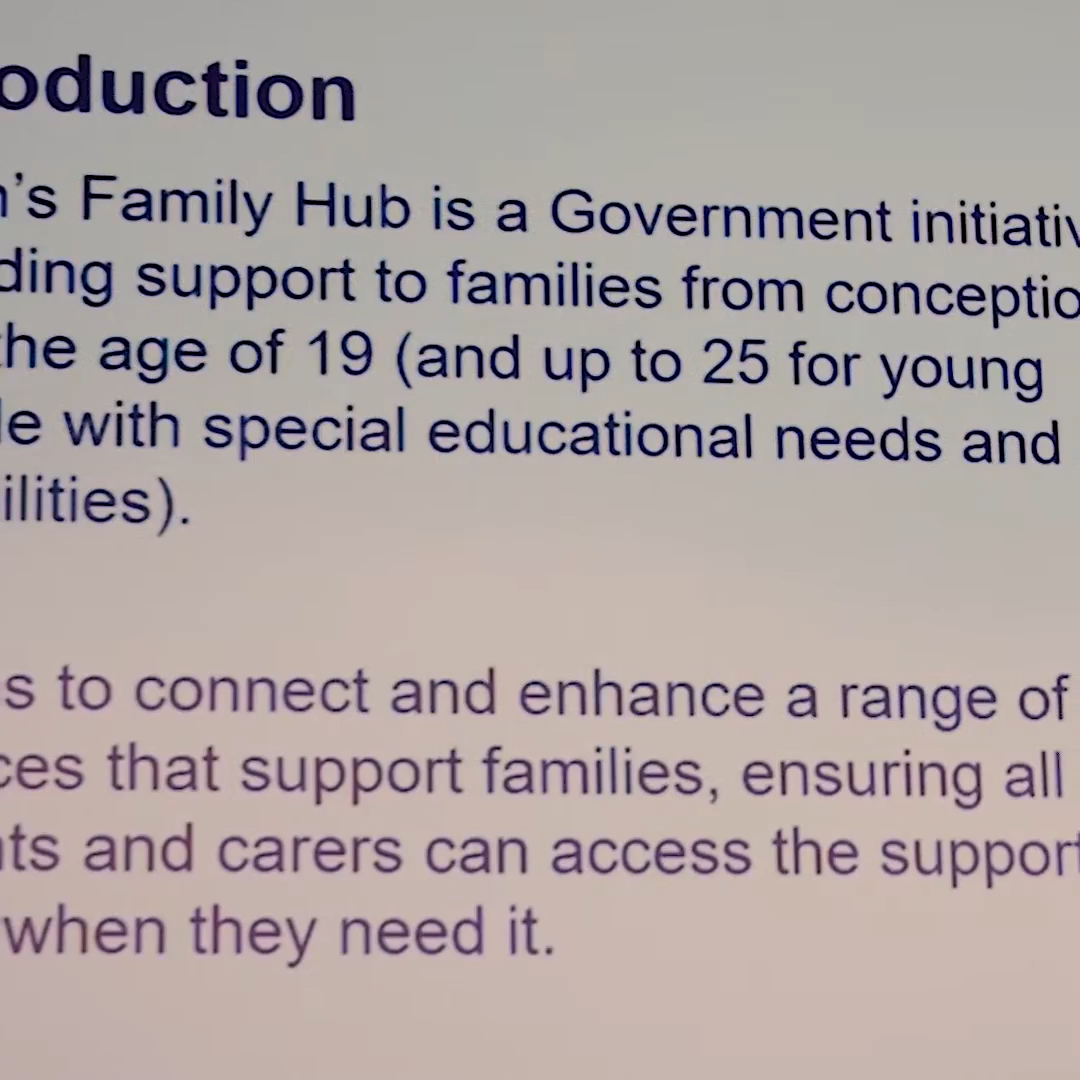 oduction
's Family Hub is a Government initiativ
ding support to families from conceptio
he age of 19 (and up to 25 for young
le with special educational needs and
ilities).
s to connect and enhance a range of
ces that support families, ensuring all
ts and carers can access the support
when they need it.